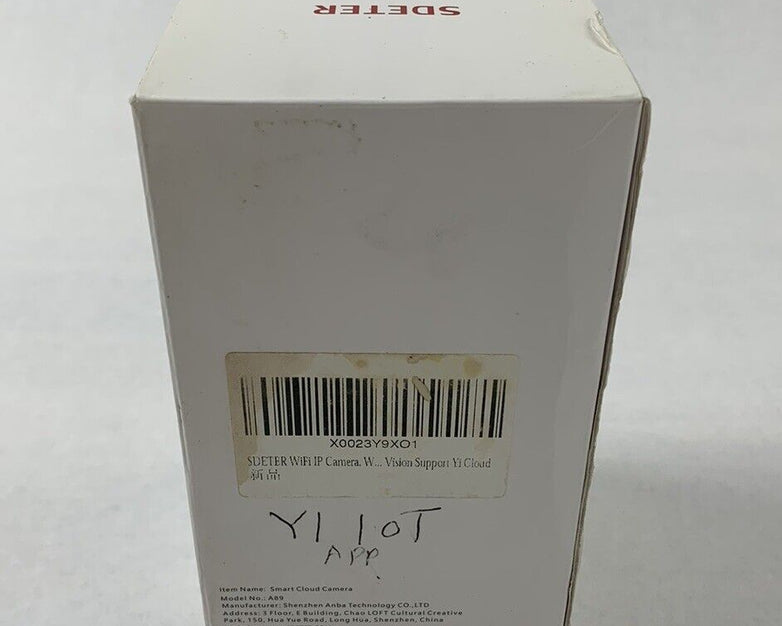 SDETER
X0023Y9XO1
SDETER WiFi IP Camera, W... Vision Support Yi Cloud
新品
YI IOT
APP
Item Name: Smart Cloud Camera
Model No.: A89
Manufacturer: Shenzhen Anba Technology CO.,LTD
Address: 3 Floor, E Building, Chao LOFT Cultural Creative
Park, 150, Hua Yue Road, Long Hua, Shenzhen, China